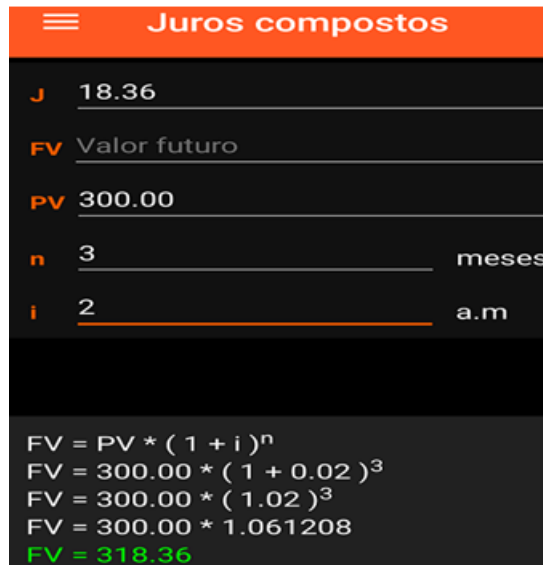 Juros compostos
J 18.36
FV Valor futuro
PV 300.00
n 3 meses
i 2 a.m
FV = PV * ( 1 + i )ⁿ
FV = 300.00 * ( 1 + 0.02 )³
FV = 300.00 * ( 1.02 )³
FV = 300.00 * 1.061208
FV = 318.36